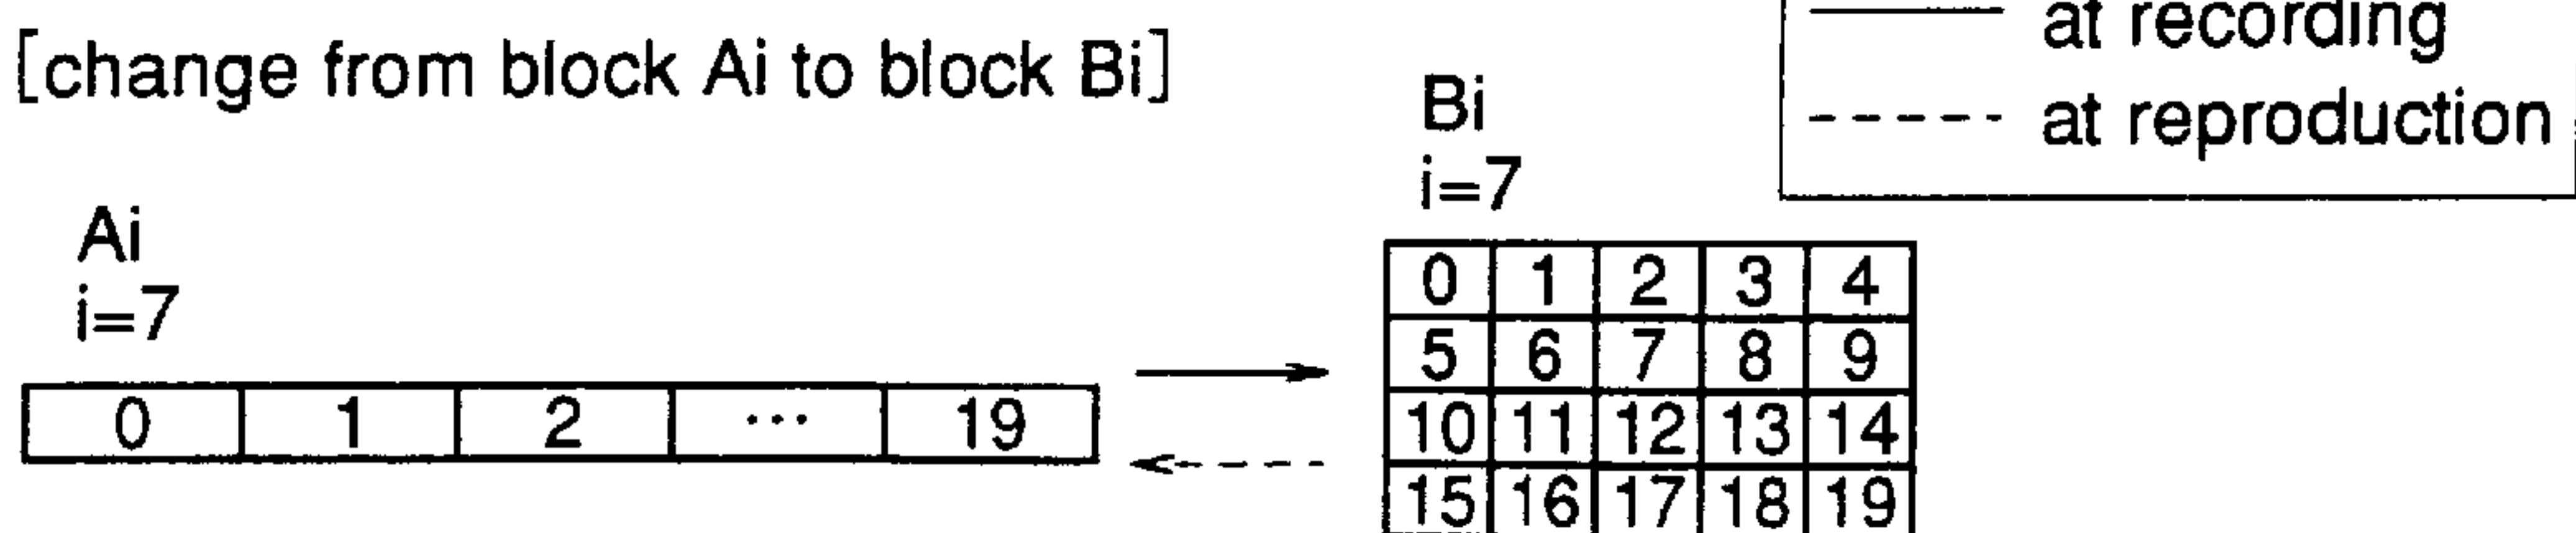 at recording
[change from block Ai to block Bi]
at reproduction
Bi
i=7
Ai
i=7
0 1 2 3 4
5 6 7 8 9
0 1 2 ... 19
10 11 12 13 14
15 16 17 18 19